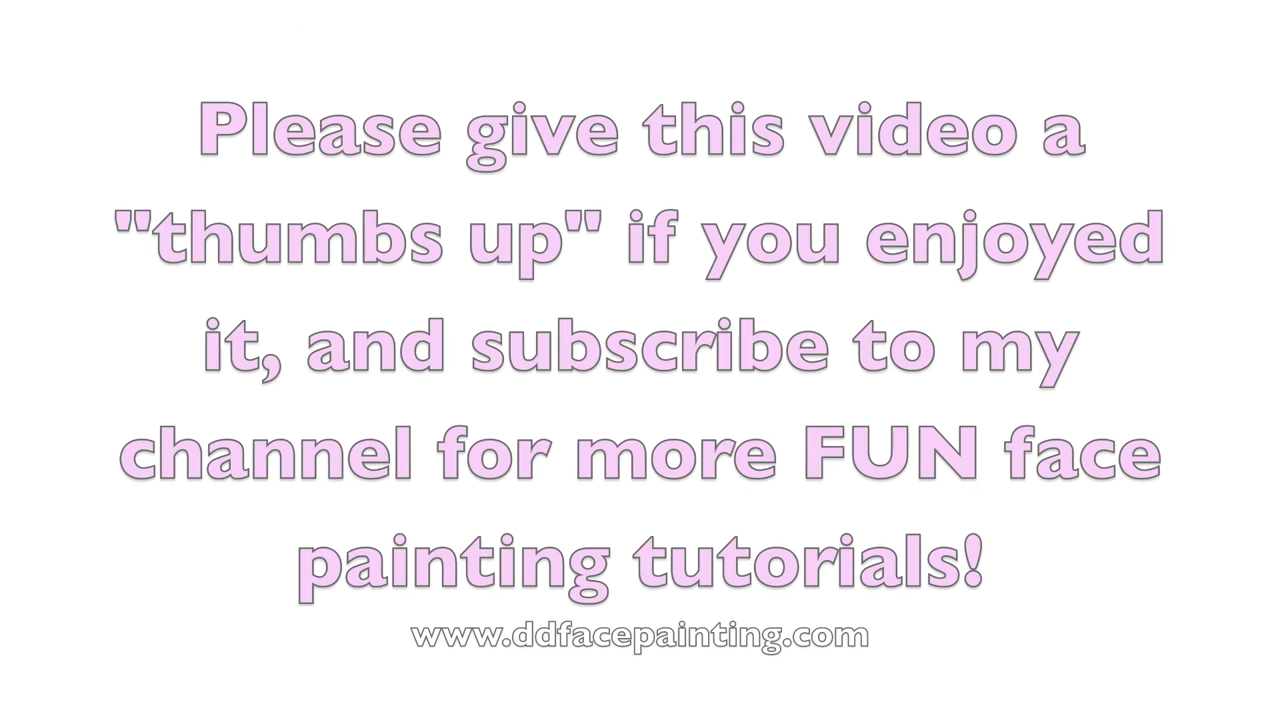 Please give this video a
"thumbs up" if you enjoyed
it, and subscribe to my
channel for more FUN face
painting tutorials!
www.ddfacepainting.com